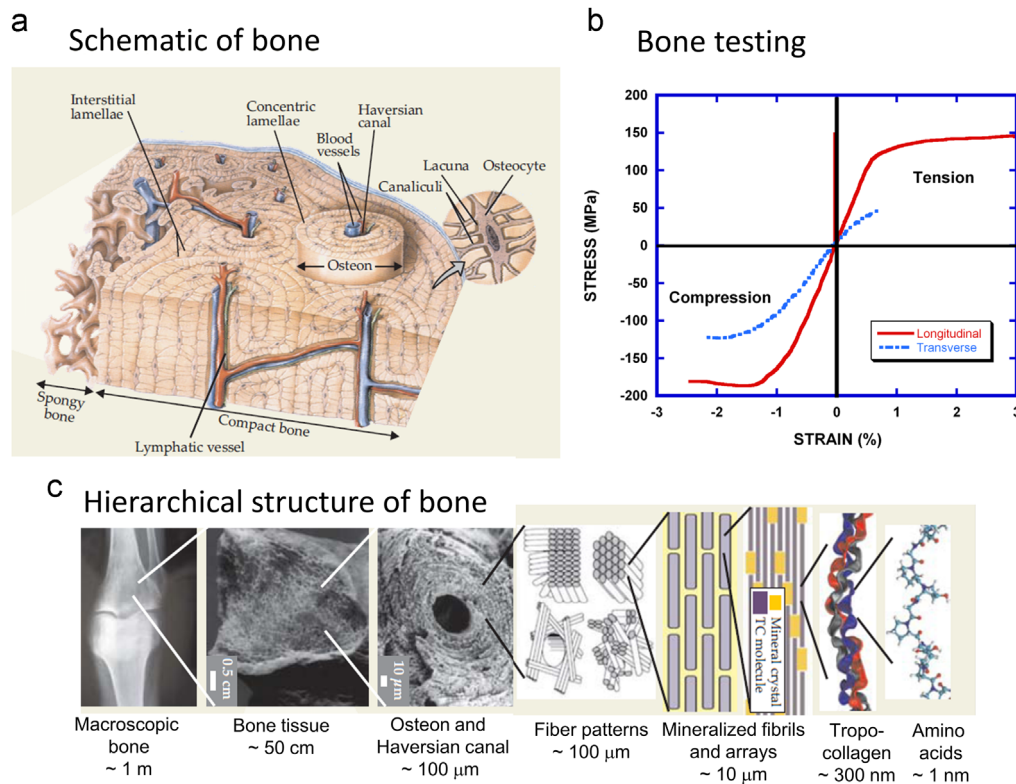 a
Schematic of bone
Interstitial
lamellae
Concentric
lamellae
Haversian
canal
Blood
vessels
Lacuna
Osteocyte
Canaliculi
Osteon
Spongy
bone
Compact bone
Lymphatic vessel
b
Bone testing
200
150
100
50
0
-50
-100
-150
-200
STRESS (MPa)
Tension
Compression
Longitudinal
Transverse
-3 -2 -1 0 1 2 3
STRAIN (%)
c
Hierarchical structure of bone
0.5 cm
10 μm
Mineral crystal
TC molecule
Macroscopic
bone
~ 1 m
Bone tissue
~ 50 cm
Osteon and
Haversian canal
~ 100 μm
Fiber patterns
~ 100 μm
Mineralized fibrils
and arrays
~ 10 μm
Tropo-
collagen
~ 300 nm
Amino
acids
~ 1 nm